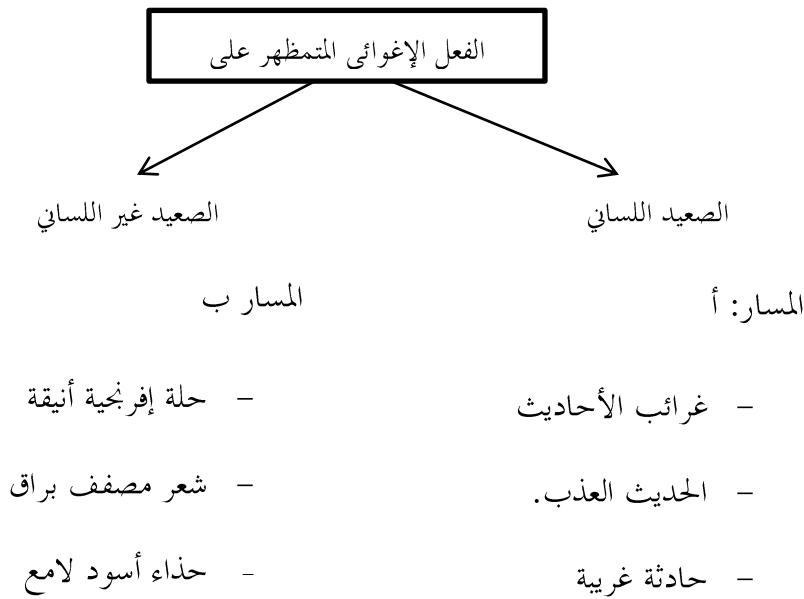 الفعل الإغوائى المتمظهر على
الصعيد اللساني
الصعيد غير اللساني
المسار: أ
المسار ب
- غرائب الأحاديث
- حلة إفرنجية أنيقة
- الحديث العذب.
- شعر مصفف براق
- حادثة غريبة
- حذاء أسود لامع